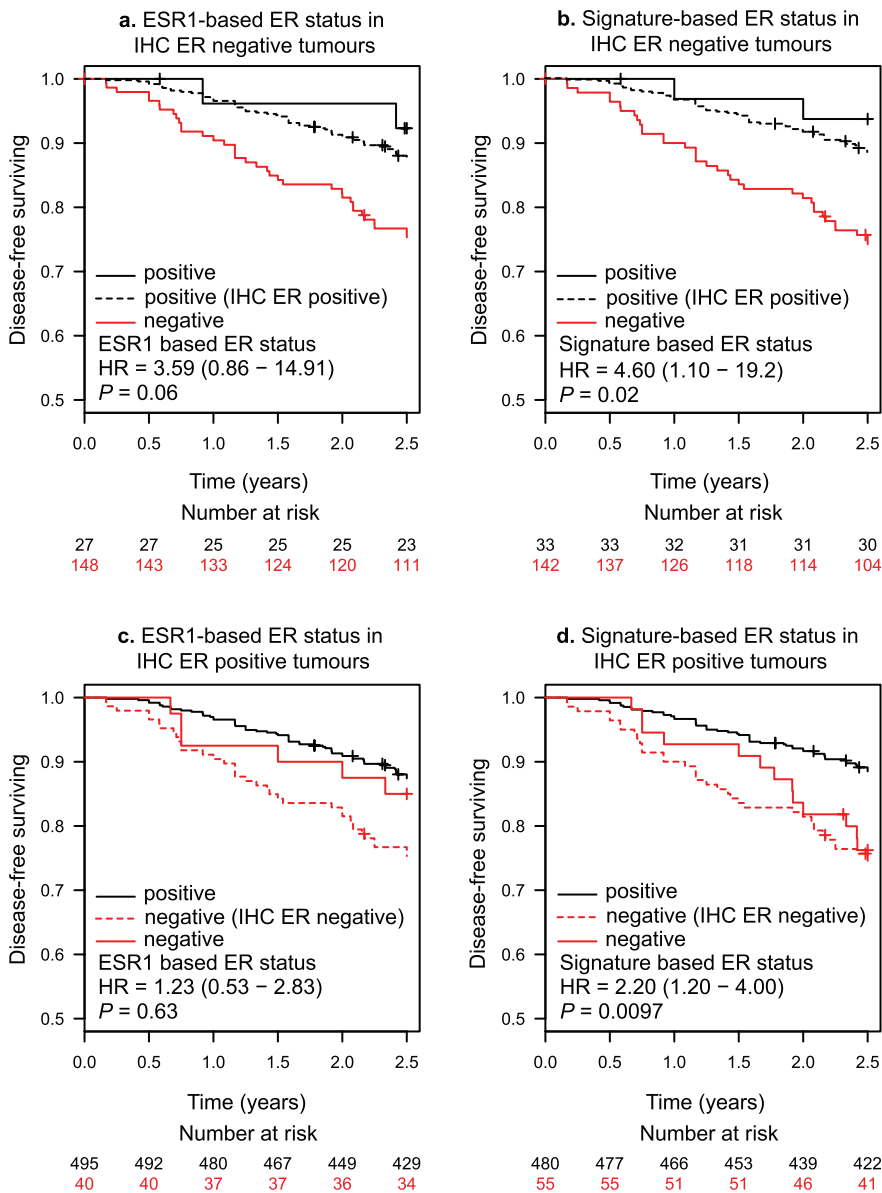 a. ESR1-based ER status in
IHC ER negative tumours
Disease-free surviving
1.0
0.9
0.8
0.7
0.6
0.5
positive
positive (IHC ER positive)
negative
ESR1 based ER status
HR = 3.59 (0.86 − 14.91)
P = 0.06
0.0 0.5 1.0 1.5 2.0 2.5
Time (years)
Number at risk
27 27 25 25 25 23
148 143 133 124 120 111
b. Signature-based ER status in
IHC ER negative tumours
Disease-free surviving
1.0
0.9
0.8
0.7
0.6
0.5
positive
positive (IHC ER positive)
negative
Signature based ER status
HR = 4.60 (1.10 − 19.2)
P = 0.02
0.0 0.5 1.0 1.5 2.0 2.5
Time (years)
Number at risk
33 33 32 31 31 30
142 137 126 118 114 104
c. ESR1-based ER status in
IHC ER positive tumours
Disease-free surviving
1.0
0.9
0.8
0.7
0.6
0.5
positive
negative (IHC ER negative)
negative
ESR1 based ER status
HR = 1.23 (0.53 − 2.83)
P = 0.63
0.0 0.5 1.0 1.5 2.0 2.5
Time (years)
Number at risk
495 492 480 467 449 429
40 40 37 37 36 34
d. Signature-based ER status in
IHC ER positive tumours
Disease-free surviving
1.0
0.9
0.8
0.7
0.6
0.5
positive
negative (IHC ER negative)
negative
Signature based ER status
HR = 2.20 (1.20 − 4.00)
P = 0.0097
0.0 0.5 1.0 1.5 2.0 2.5
Time (years)
Number at risk
480 477 466 453 439 422
55 55 51 51 46 41